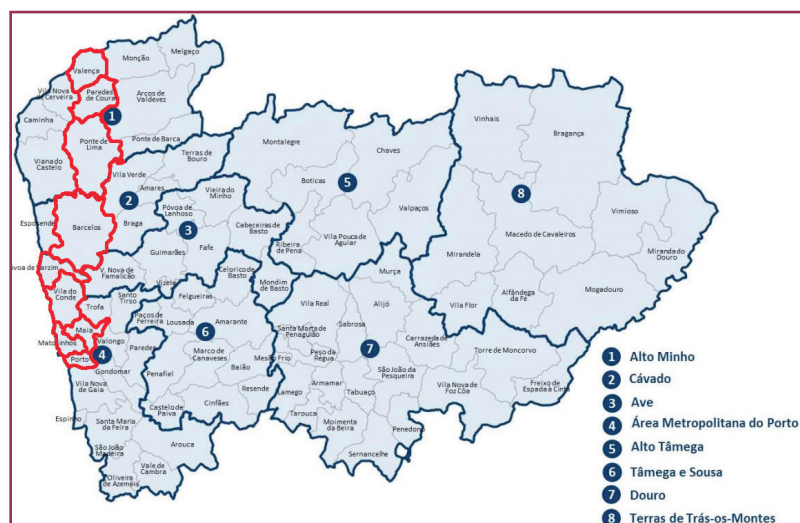 Melgaço
Monção
Valença
Vila Nova
de Cerveira
Paredes
de Coura
Arcos de
Valdevez
Caminha
1
Ponte de
Lima
Ponte de Barca
Viana do
Castelo
Terras de
Bouro
Vila Verde
Amares
2
Vieira do
Minho
Póvoa de
Lanhoso
Esposende
Barcelos
Braga
3
Cabeceiras
de Basto
Guimarães
Fafe
V. Nova de
Famalicão
Vizela
Celorico de
Basto
Mondim
de Basto
Montalegre
Chaves
Boticas
5
Valpaços
Ribeira
de Pena
Vila Pouca de
Aguiar
Vinhais
Bragança
8
Vimioso
Macedo de Cavaleiros
Miranda do
Douro
Mirandela
Mogadouro
Alfândega
da Fé
Vila Flor
Vila do
Conde
Trofa
Santo
Tirso
Maia
Valongo
Matosinhos
Porto
4
Gondomar
Paredes
Paços de
Ferreira
Felgueiras
Lousada
6
Amarante
Marco de
Canaveses
Penafiel
Baião
Mesão Frio
Resende
Cinfães
Castelo de
Paiva
Vila Nova
de Gaia
Espinho
Santa Maria
da Feira
Arouca
São João
Madeira
Vale de
Cambra
Oliveira
de Azeméis
Murça
Vila Real
Alijó
Sabrosa
Santa Marta de
Penaguião
Peso da
Régua
7
Carrazeda de
Ansiães
São João da
Pesqueira
Torre de Moncorvo
Armamar
Lamego
Tabuaço
Tarouca
Vila Nova de
Foz Côa
Freixo de
Espada à Cinta
Moimenta
da Beira
Penedono
Sernancelhe
1 Alto Minho
2 Cávado
3 Ave
4 Área Metropolitana do Porto
5 Alto Tâmega
6 Tâmega e Sousa
7 Douro
8 Terras de Trás-os-Montes